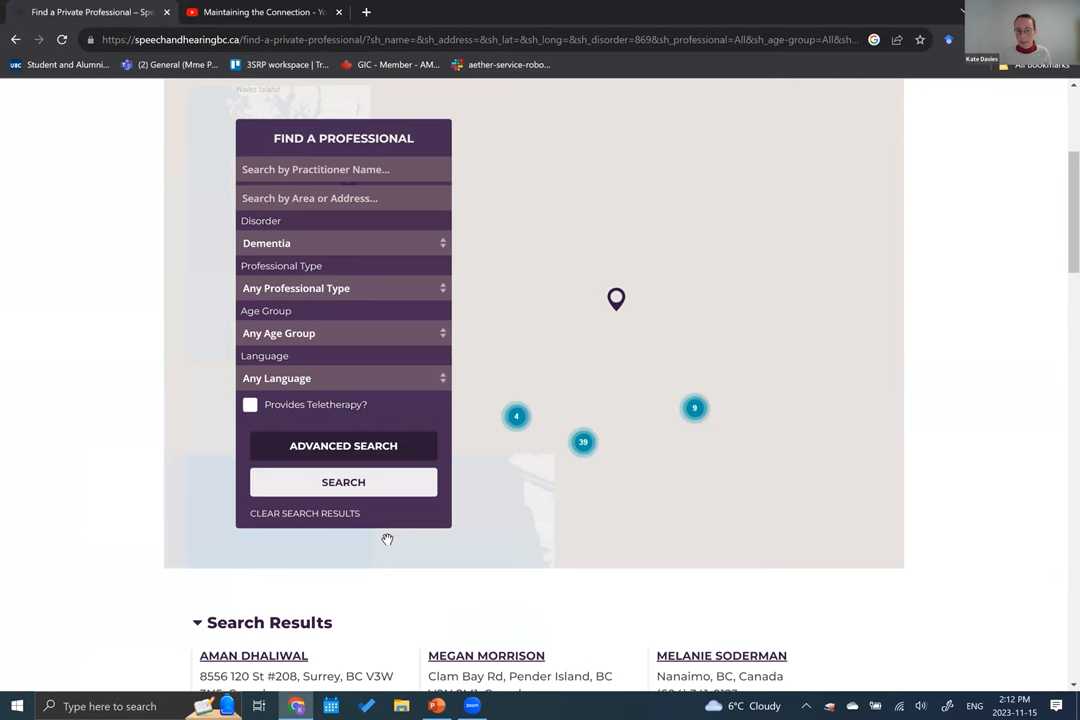 Find a Private Professional – Spe
Maintaining the Connection - Yo
https://speechandhearingbc.ca/find-a-private-professional/?sh_name=&sh_address=&sh_lat=&sh_long=&sh_disorder=869&sh_professional=All&sh_age-group=All&sh...
Student and Alumni...
(2) General (Mme P...
3SRP workspace | Tr...
GIC - Member - AM...
aether-service-robo...
All Bookmarks
Kate Davies
Wales Island
FIND A PROFESSIONAL
Search by Practitioner Name...
Search by Area or Address...
Disorder
Dementia
Professional Type
Any Professional Type
Age Group
Any Age Group
Language
Any Language
Provides Teletherapy?
ADVANCED SEARCH
SEARCH
CLEAR SEARCH RESULTS
4
39
9
Search Results
AMAN DHALIWAL
8556 120 St #208, Surrey, BC V3W
MEGAN MORRISON
Clam Bay Rd, Pender Island, BC
MELANIE SODERMAN
Nanaimo, BC, Canada
Type here to search
zoom
6°C Cloudy
ENG
2:12 PM
2023-11-15